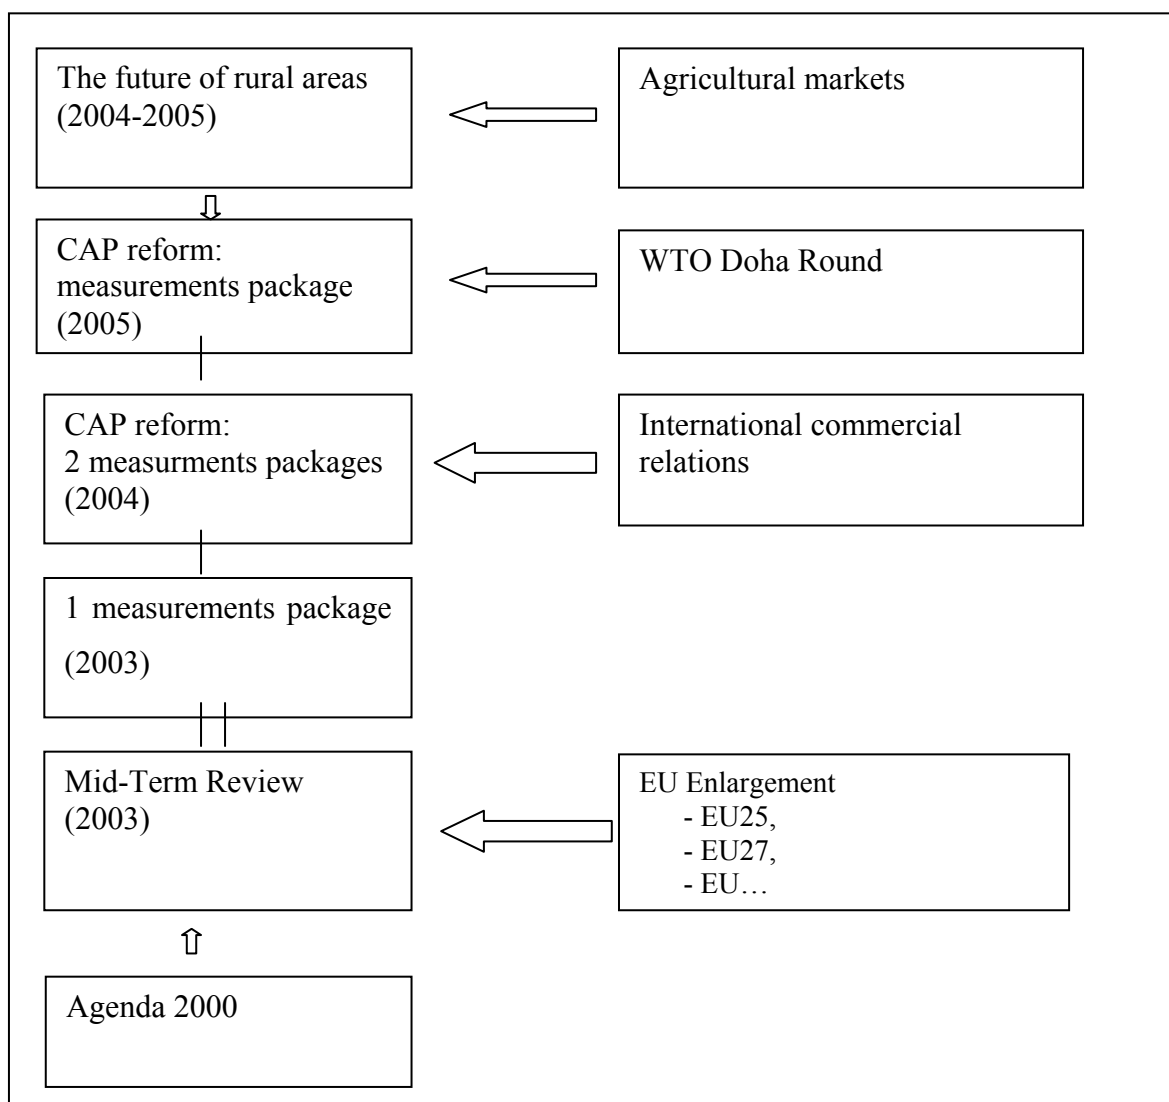 The future of rural areas
(2004-2005)
Agricultural markets
CAP reform:
measurements package
(2005)
WTO Doha Round
CAP reform:
2 measurments packages
(2004)
International commercial
relations
1 measurements package
(2003)
Mid-Term Review
(2003)
EU Enlargement
- EU25,
- EU27,
- EU…
Agenda 2000